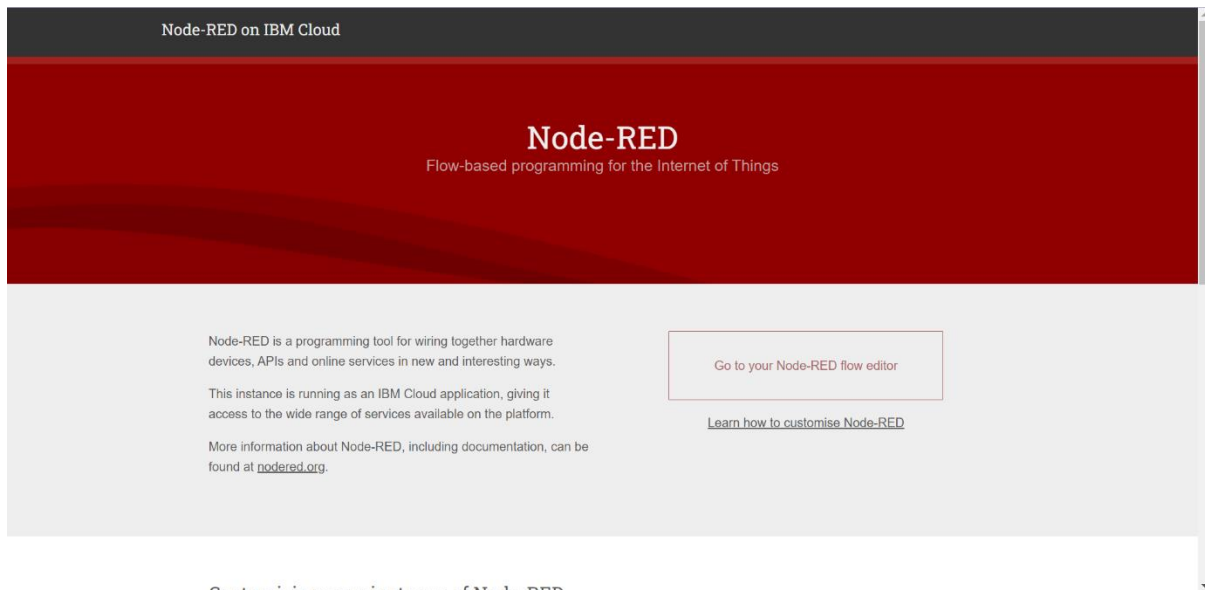 Node-RED on IBM Cloud
Node-RED
Flow-based programming for the Internet of Things
Node-RED is a programming tool for wiring together hardware
devices, APIs and online services in new and interesting ways.
This instance is running as an IBM Cloud application, giving it
access to the wide range of services available on the platform.
More information about Node-RED, including documentation, can be
found at nodered.org.
Go to your Node-RED flow editor
Learn how to customise Node-RED
of Node-RED